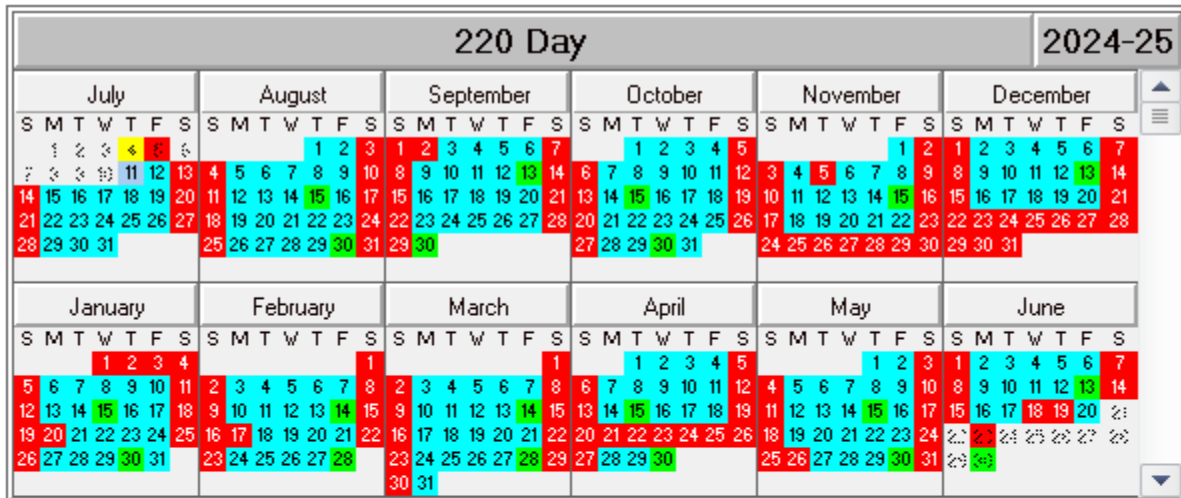 220 Day 2024-25
July August September October November December
S M T W T F S S M T W T F S S M T W T F S S M T W T F S S M T W T F S S M T W T F S
1 2 3 4 5 6 1 2 3 1 2 3 4 5 6 7 1 2 3 4 5 1 2 1 2 3 4 5 6 7
7 8 9 10 11 12 13 4 5 6 7 8 9 10 8 9 10 11 12 13 14 6 7 8 9 10 11 12 3 4 5 6 7 8 9 8 9 10 11 12 13 14
14 15 16 17 18 19 20 11 12 13 14 15 16 17 15 16 17 18 19 20 21 13 14 15 16 17 18 19 10 11 12 13 14 15 16 15 16 17 18 19 20 21
21 22 23 24 25 26 27 18 19 20 21 22 23 24 22 23 24 25 26 27 28 20 21 22 23 24 25 26 17 18 19 20 21 22 23 22 23 24 25 26 27 28
28 29 30 31 25 26 27 28 29 30 31 29 30 27 28 29 30 31 24 25 26 27 28 29 30 29 30 31
January February March April May June
S M T W T F S S M T W T F S S M T W T F S S M T W T F S S M T W T F S S M T W T F S
1 2 3 4 1 1 1 2 3 4 5 1 2 3 1 2 3 4 5 6 7
5 6 7 8 9 10 11 2 3 4 5 6 7 8 2 3 4 5 6 7 8 6 7 8 9 10 11 12 4 5 6 7 8 9 10 8 9 10 11 12 13 14
12 13 14 15 16 17 18 9 10 11 12 13 14 15 9 10 11 12 13 14 15 13 14 15 16 17 18 19 11 12 13 14 15 16 17 15 16 17 18 19 20 21
19 20 21 22 23 24 25 16 17 18 19 20 21 22 16 17 18 19 20 21 22 20 21 22 23 24 25 26 18 19 20 21 22 23 24 22 23 24 25 26 27 28
26 27 28 29 30 31 23 24 25 26 27 28 23 24 25 26 27 28 29 27 28 29 30 25 26 27 28 29 30 31 29 30
30 31